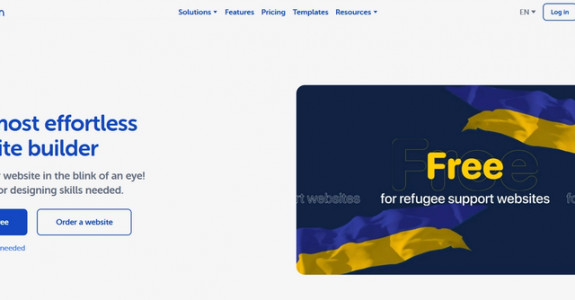 Solutions Features Pricing Templates Resources EN Log in
most effortless
ite builder
website in the blink of an eye!
or designing skills needed.
ee
Order a website
needed
Free
for refugee support websites
rt websites
for